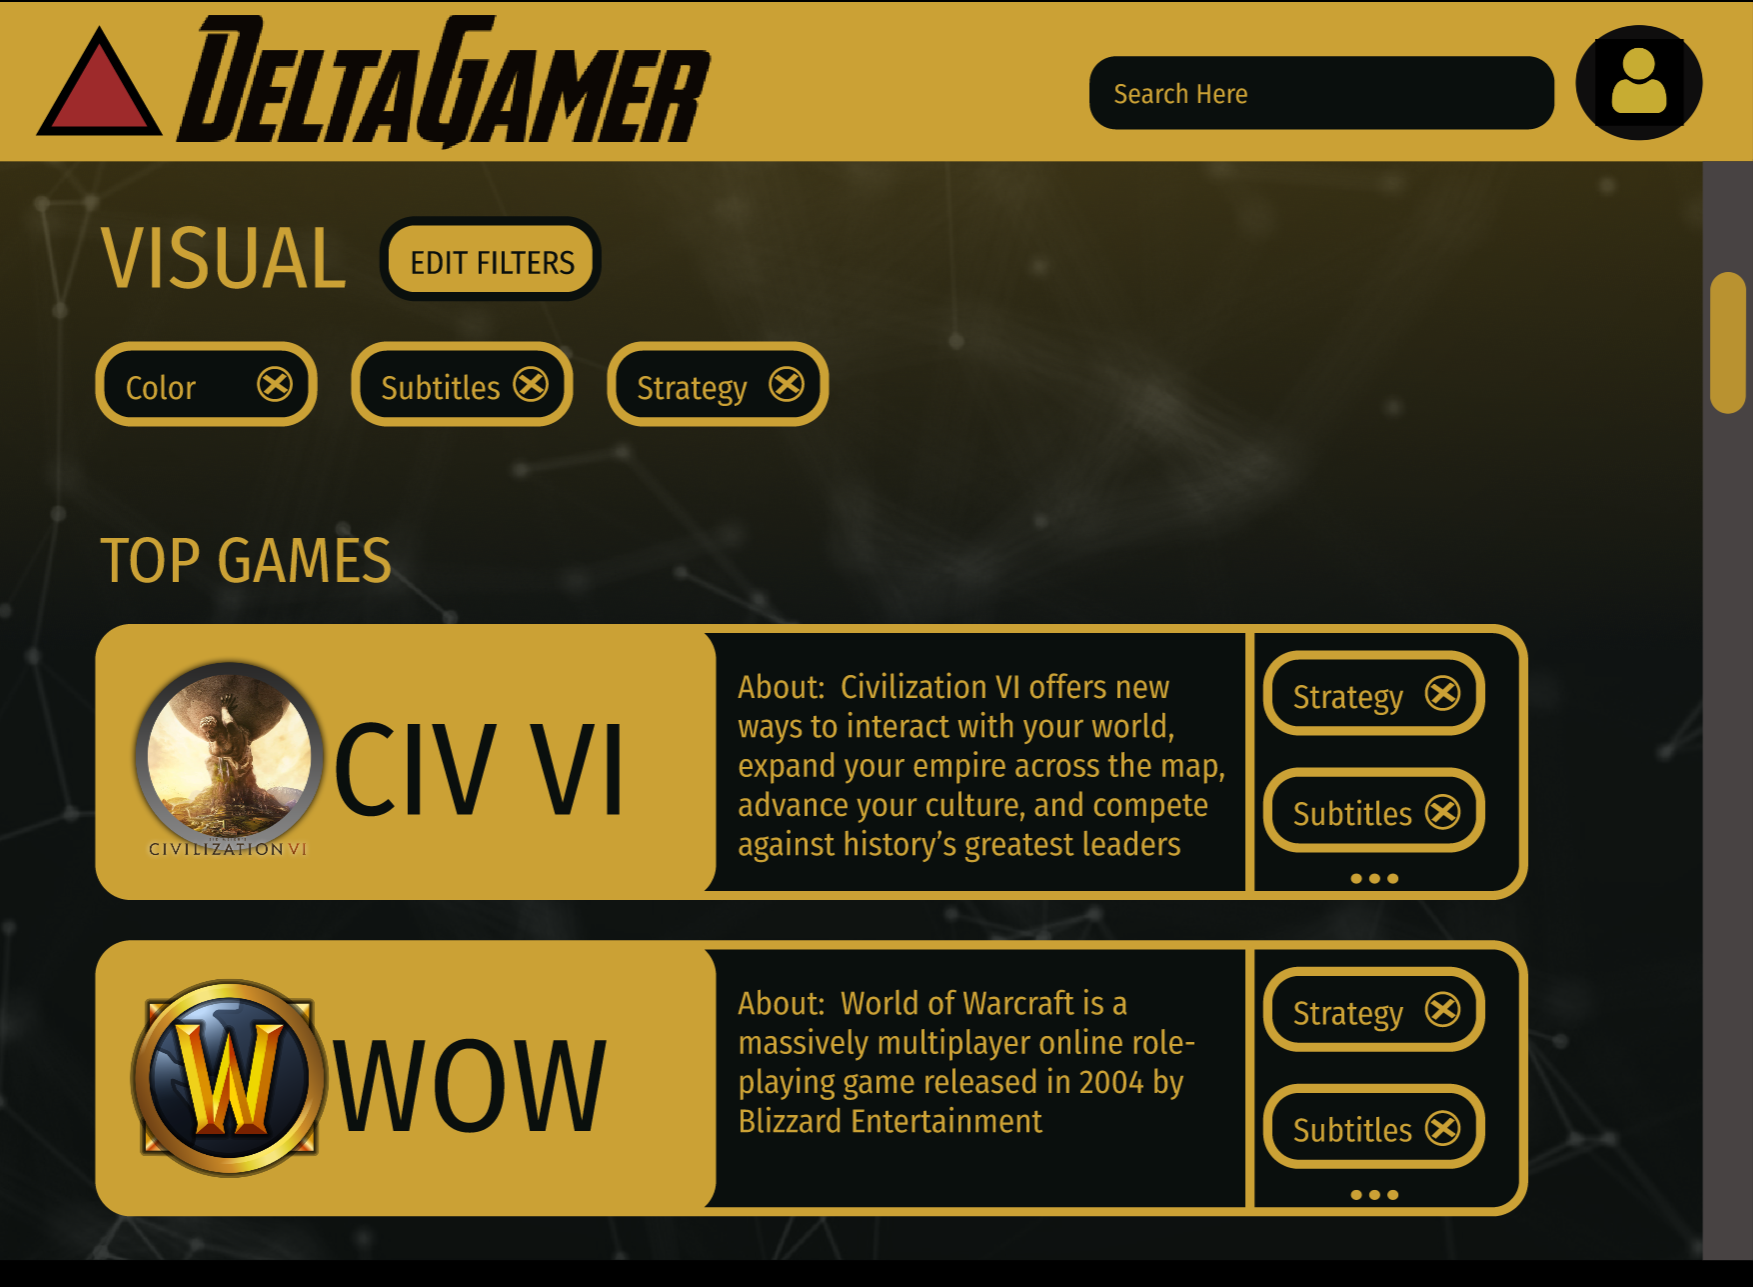 DELTAGAMER
Search Here
VISUAL
EDIT FILTERS
Color
Subtitles
Strategy
TOP GAMES
CIVILIZATION VI
CIV VI
About: Civilization VI offers new
ways to interact with your world,
expand your empire across the map,
advance your culture, and compete
against history’s greatest leaders
Strategy
Subtitles
...
W
WOW
About: World of Warcraft is a
massively multiplayer online role-
playing game released in 2004 by
Blizzard Entertainment
Strategy
Subtitles
...